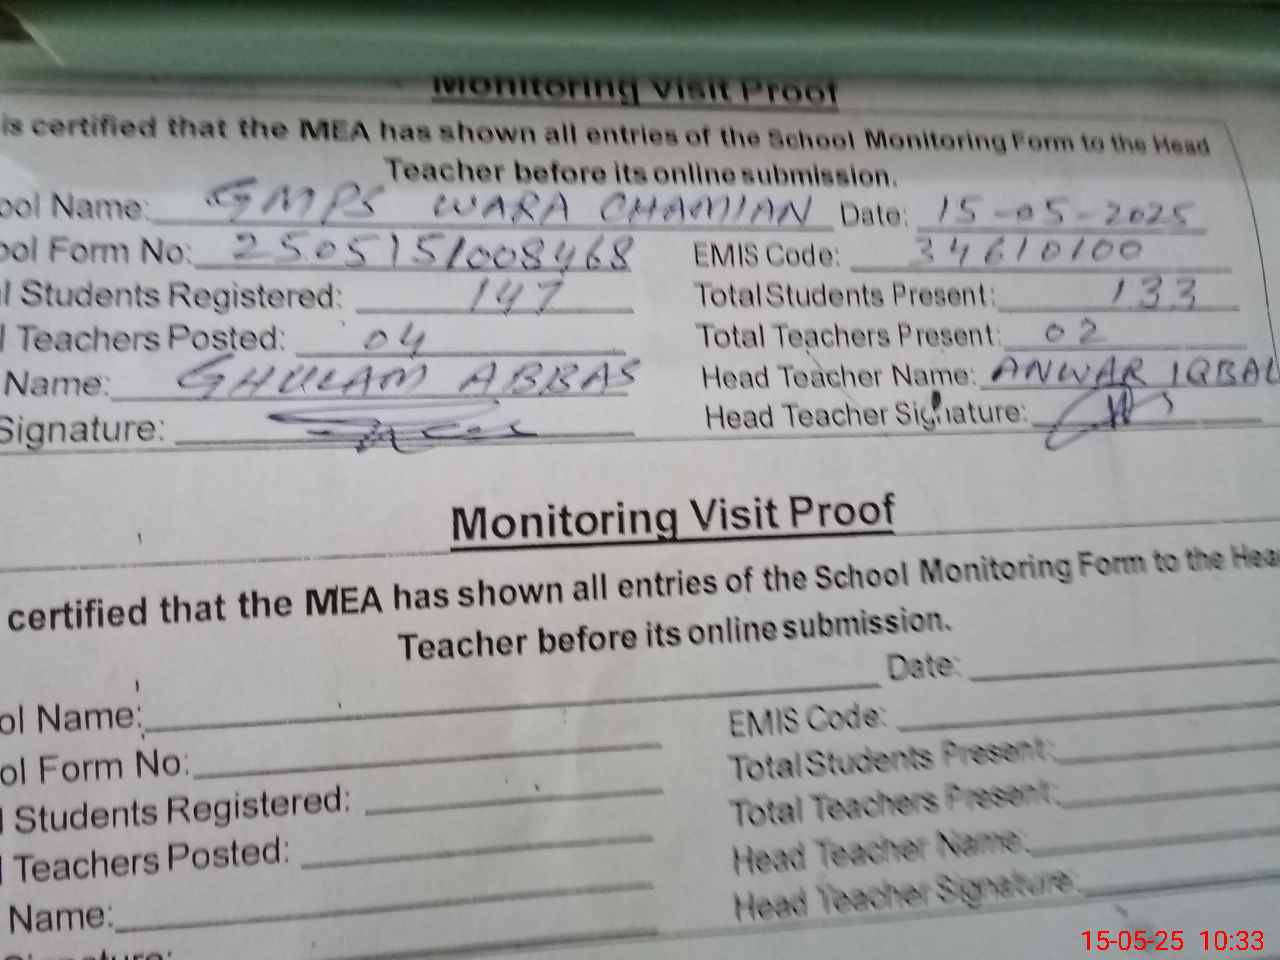 Monitoring Visit Proof
is certified that the MEA has shown all entries of the School Monitoring Form to the Head
Teacher before its online submission.
ool Name: GMPS WARA CHAMIAN Date: 15-05-2025
ool Form No: 2505151008468 EMIS Code: 34610100
l Students Registered: 147 Total Students Present: 133
l Teachers Posted: 04 Total Teachers Present: 02
Name: GHULAM ABBAS Head Teacher Name: ANWAR IQBAL
Signature: Head Teacher Signature:
Monitoring Visit Proof
certified that the MEA has shown all entries of the School Monitoring Form to the Hea
Teacher before its online submission.
ol Name: Date:
ol Form No: EMIS Code:
l Students Registered: Total Students Present:
l Teachers Posted: Total Teachers Present:
Name: Head Teacher Name:
Signature: Head Teacher Signature:
15-05-25 10:33